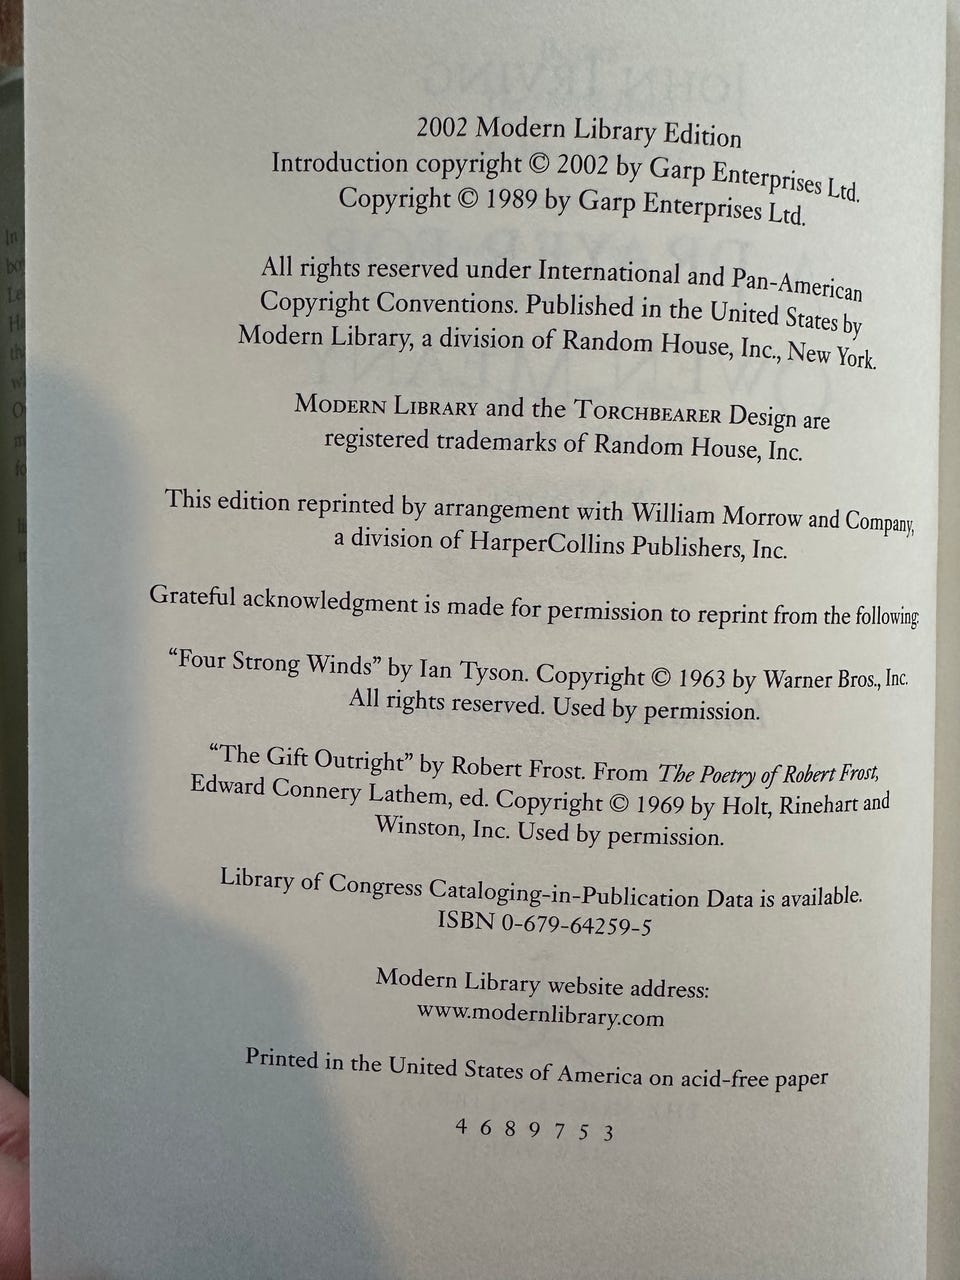 2002 Modern Library Edition
Introduction copyright © 2002 by Garp Enterprises Ltd.
Copyright © 1989 by Garp Enterprises Ltd.
All rights reserved under International and Pan-American
Copyright Conventions. Published in the United States by
Modern Library, a division of Random House, Inc., New York.
MODERN LIBRARY and the TORCHBEARER Design are
registered trademarks of Random House, Inc.
This edition reprinted by arrangement with William Morrow and Company,
a division of HarperCollins Publishers, Inc.
Grateful acknowledgment is made for permission to reprint from the following:
“Four Strong Winds” by Ian Tyson. Copyright © 1963 by Warner Bros., Inc.
All rights reserved. Used by permission.
“The Gift Outright” by Robert Frost. From The Poetry of Robert Frost,
Edward Connery Lathem, ed. Copyright © 1969 by Holt, Rinehart and
Winston, Inc. Used by permission.
Library of Congress Cataloging-in-Publication Data is available.
ISBN 0-679-64259-5
Modern Library website address:
www.modernlibrary.com
Printed in the United States of America on acid-free paper
4 6 8 9 7 5 3